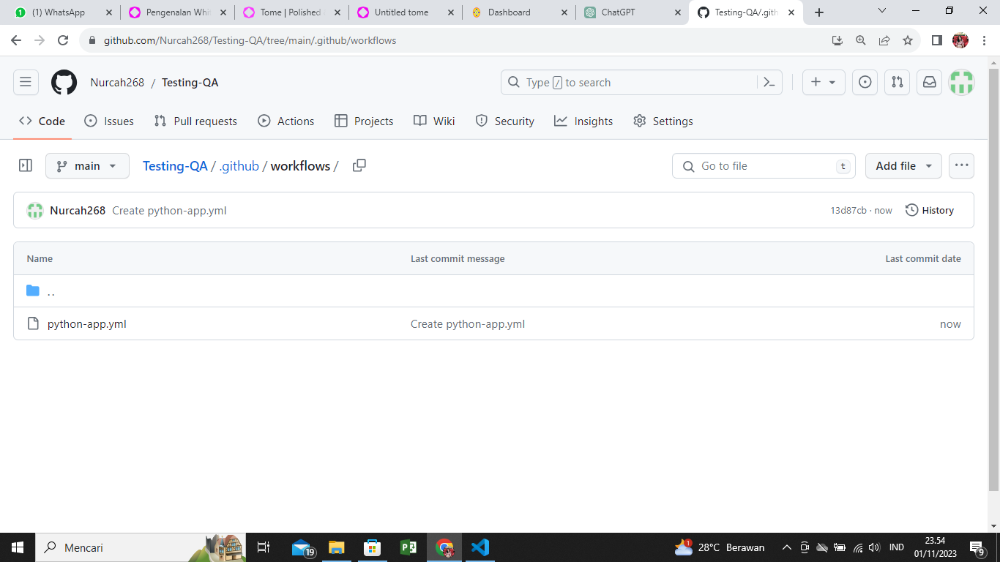 (1) WhatsApp
Pengenalan Whi
Tome | Polished
Untitled tome
Dashboard
ChatGPT
Testing-QA/.gith
github.com/Nurcah268/Testing-QA/tree/main/.github/workflows
Nurcah268 / Testing-QA
Type / to search
Code
Issues
Pull requests
Actions
Projects
Wiki
Security
Insights
Settings
main
Testing-QA / .github / workflows /
Go to file
t
Add file
Nurcah268 Create python-app.yml
13d87cb · now
History
Name Last commit message Last commit date
..
python-app.yml Create python-app.yml now
Mencari
19
28°C Berawan
1
IND
23.54
01/11/2023
9